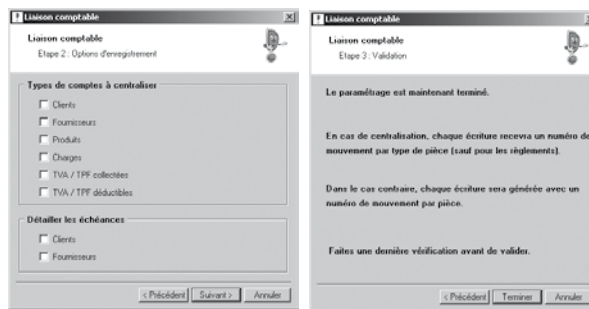 Liaison comptable
Liaison comptable
Etape 2 : Options d'enregistrement
Types de comptes à centraliser
Clients
Fournisseurs
Produits
Charges
TVA / TPF collectées
TVA / TPF déductibles
Détailler les échéances
Clients
Fournisseurs
< Précédent Suivant > Annuler
Liaison comptable
Liaison comptable
Etape 3 : Validation
Le paramétrage est maintenant terminé.
En cas de centralisation, chaque écriture recevra un numéro de
mouvement par type de pièce (sauf pour les règlements).
Dans le cas contraire, chaque écriture sera générée avec un
numéro de mouvement par pièce.
Faites une dernière vérification avant de valider.
< Précédent Terminer Annuler